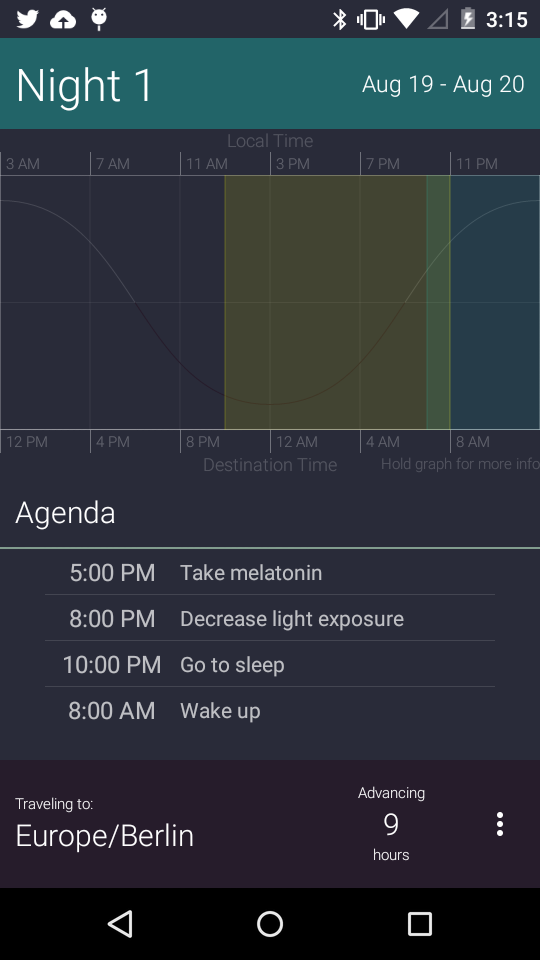 3:15
Night 1
Aug 19 - Aug 20
Local Time
3 AM 7 AM 11 AM 3 PM 7 PM 11 PM
12 PM 4 PM 8 PM 12 AM 4 AM 8 AM
Destination Time
Hold graph for more info
Agenda
5:00 PM Take melatonin
8:00 PM Decrease light exposure
10:00 PM Go to sleep
8:00 AM Wake up
Traveling to:
Europe/Berlin
Advancing
9
hours